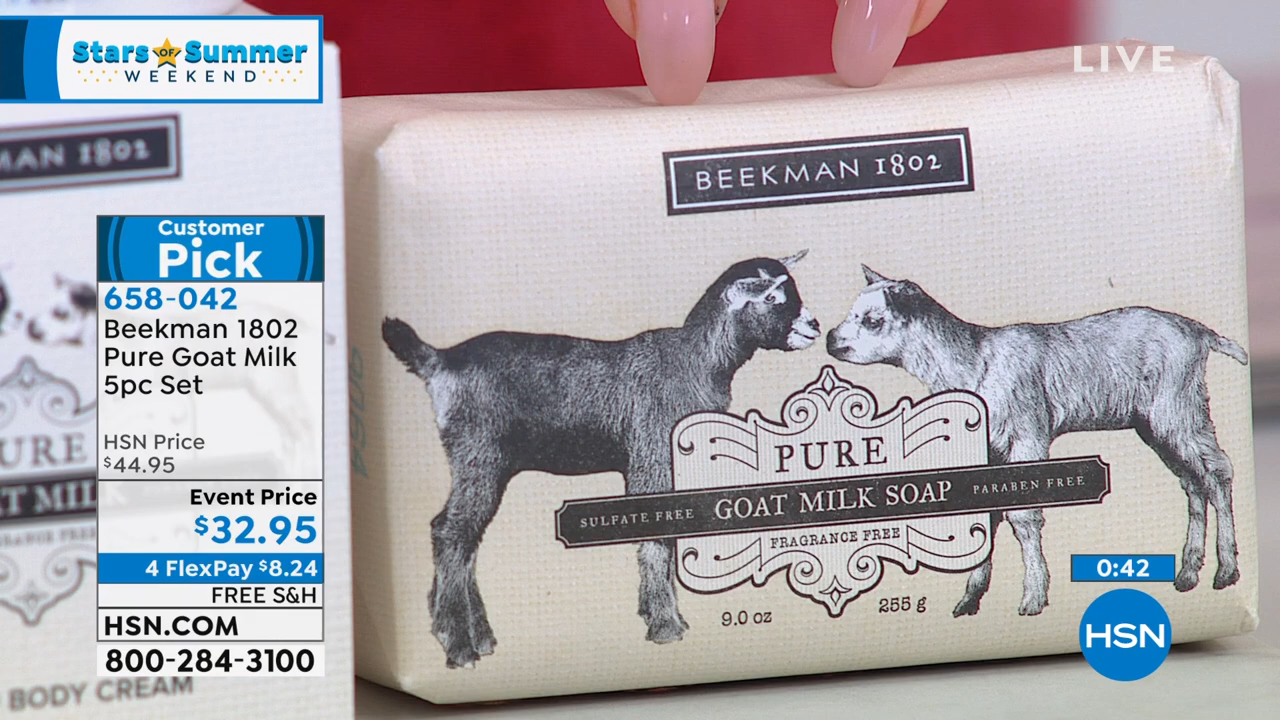 Stars OF Summer
WEEKEND
LIVE
MAN 1802
Customer
Pick
658-042
Beekman 1802
Pure Goat Milk
5pc Set
HSN Price
$44.95
Event Price
$32.95
4 FlexPay $8.24
FREE S&H
HSN.COM
800-284-3100
URE
BODY CREAM
BEEKMAN 1802
PURE
SULFATE FREE GOAT MILK SOAP PARABEN FREE
FRAGRANCE FREE
9.0 oz 255 g
0:42
HSN